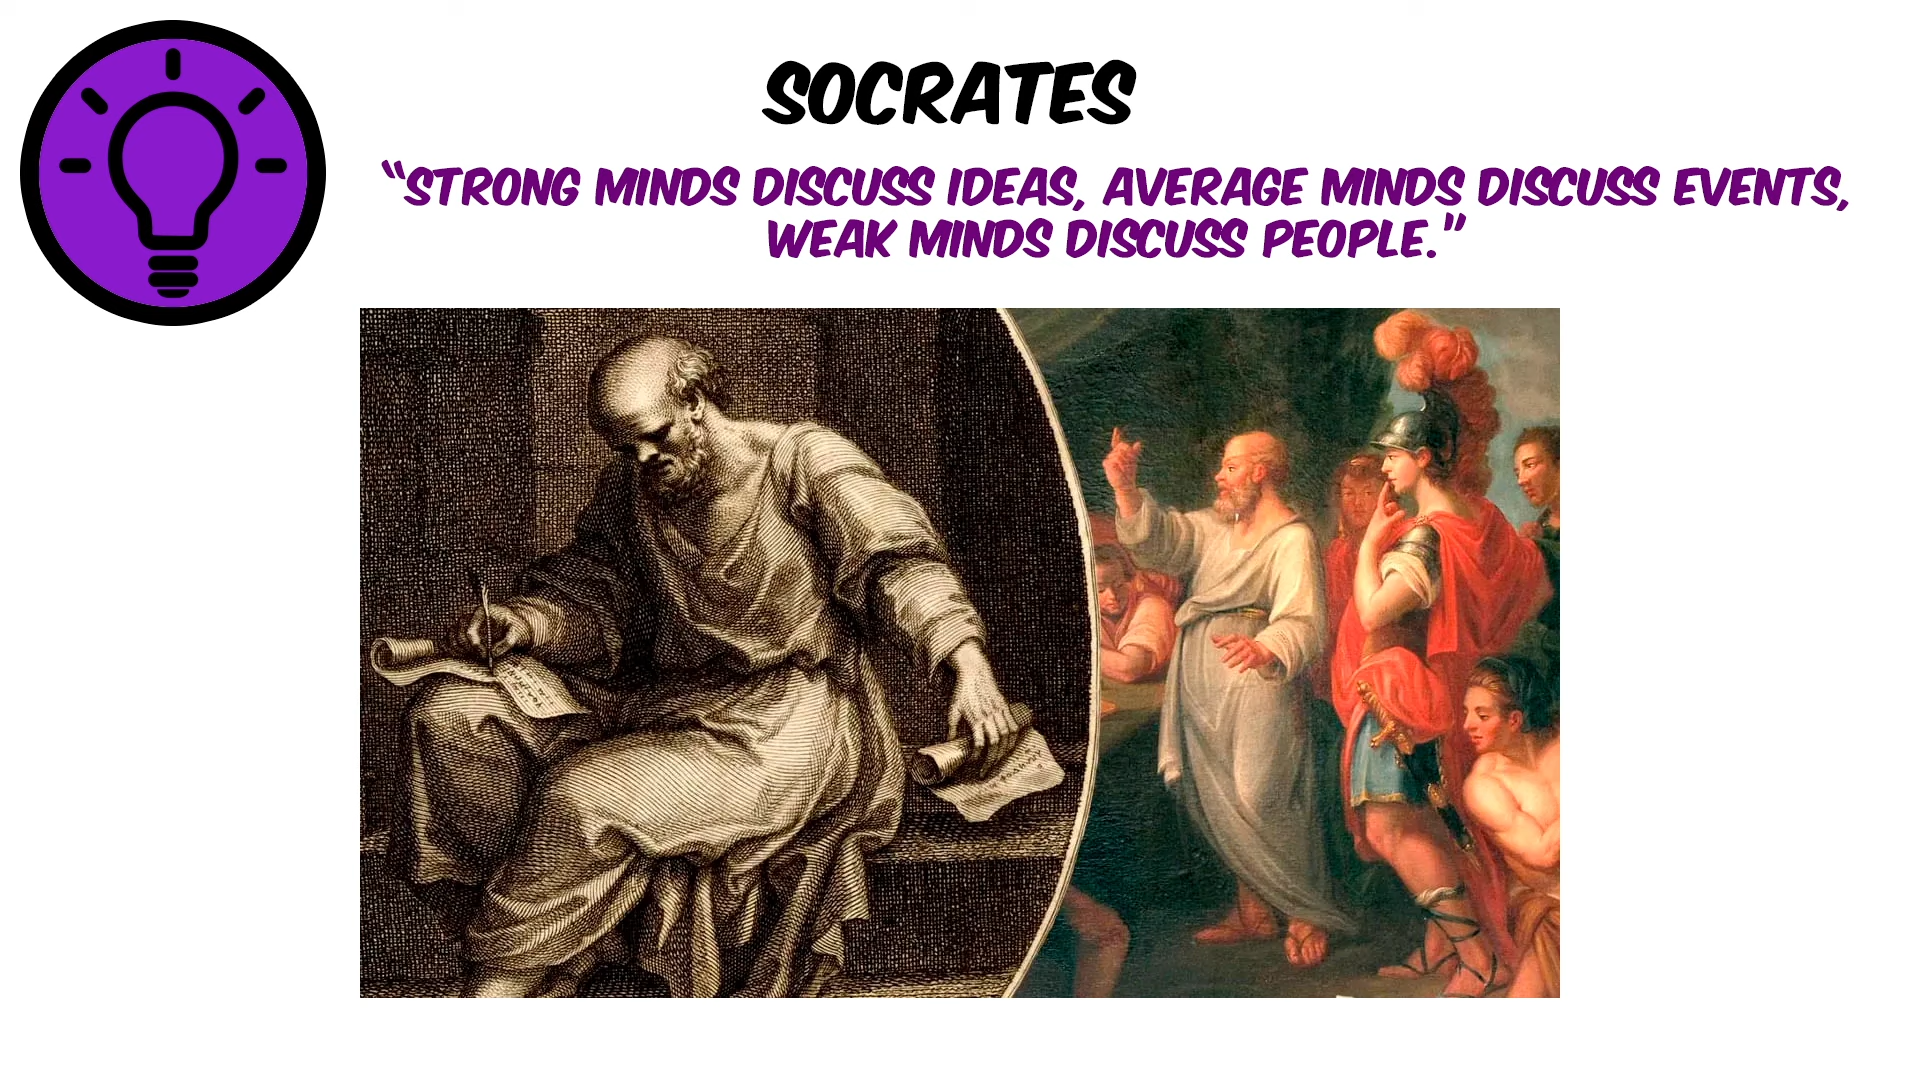 SOCRATES
“STRONG MINDS DISCUSS IDEAS, AVERAGE MINDS DISCUSS EVENTS,
WEAK MINDS DISCUSS PEOPLE.”